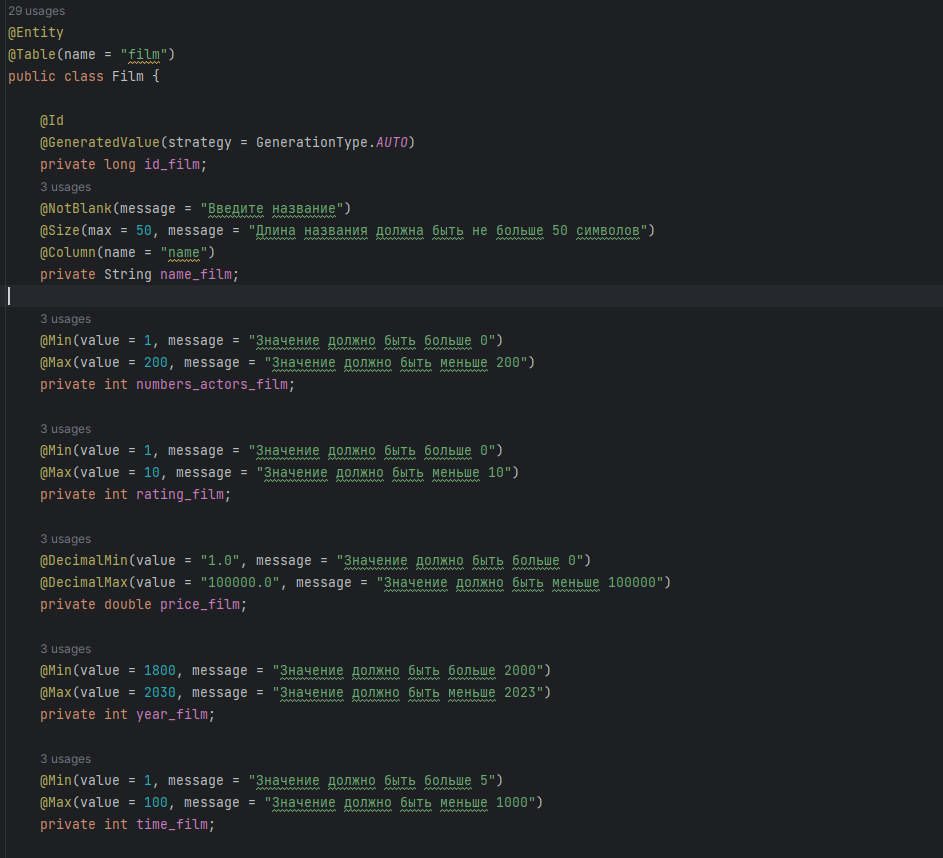 29 usages
@Entity
@Table(name = "film")
public class Film {
@Id
@GeneratedValue(strategy = GenerationType.AUTO)
private long id_film;
3 usages
@NotBlank(message = "Введите название")
@Size(max = 50, message = "Длина названия должна быть не больше 50 символов")
@Column(name = "name")
private String name_film;
3 usages
@Min(value = 1, message = "Значение должно быть больше 0")
@Max(value = 200, message = "Значение должно быть меньше 200")
private int numbers_actors_film;
3 usages
@Min(value = 1, message = "Значение должно быть больше 0")
@Max(value = 10, message = "Значение должно быть меньше 10")
private int rating_film;
3 usages
@DecimalMin(value = "1.0", message = "Значение должно быть больше 0")
@DecimalMax(value = "100000.0", message = "Значение должно быть меньше 100000")
private double price_film;
3 usages
@Min(value = 1800, message = "Значение должно быть больше 2000")
@Max(value = 2030, message = "Значение должно быть меньше 2023")
private int year_film;
3 usages
@Min(value = 1, message = "Значение должно быть больше 5")
@Max(value = 100, message = "Значение должно быть меньше 1000")
private int time_film;